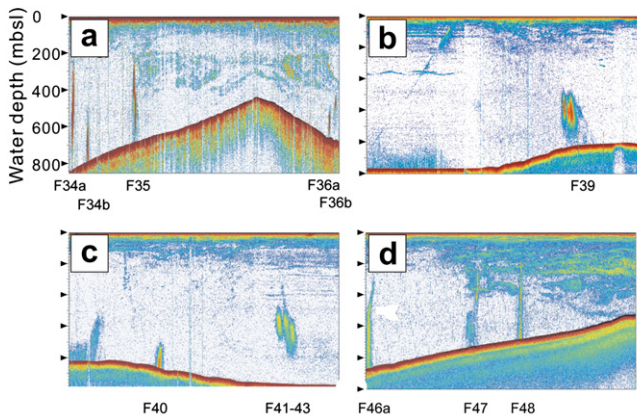 a
b
Water depth (mbsl)
0
200
400
600
800
F34a
F34b
F35
F36a
F36b
F39
c
d
F40
F41-43
F46a
F47
F48